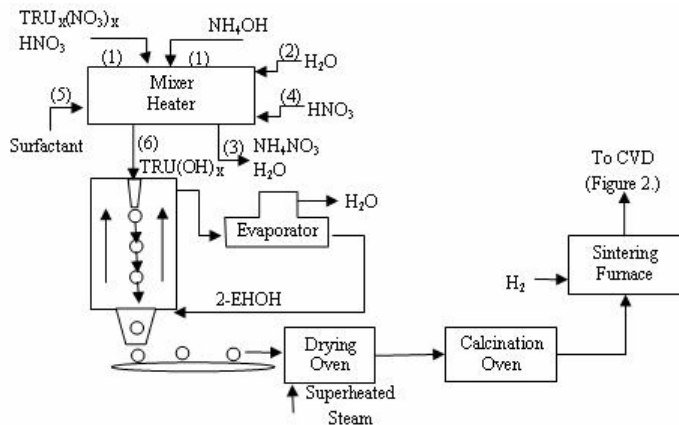 TRUₓ(NO₃)ₓ
HNO₃
NH₄OH
(1)
(1)
(2)
H₂O
Mixer
Heater
(5)
(4)
HNO₃
Surfactant
(6)
(3)
NH₄NO₃
H₂O
TRU(OH)ₓ
H₂O
Evaporator
2-EHOH
To CVD
(Figure 2.)
Sintering
Furnace
H₂
Drying
Oven
Calcination
Oven
Superheated
Steam